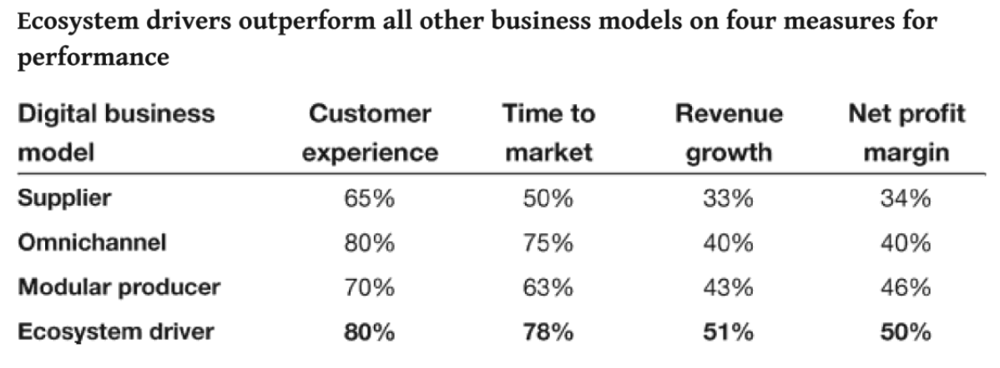 Ecosystem drivers outperform all other business models on four measures for
performance
Digital business model Customer experience Time to market Revenue growth Net profit margin
Supplier 65% 50% 33% 34%
Omnichannel 80% 75% 40% 40%
Modular producer 70% 63% 43% 46%
Ecosystem driver 80% 78% 51% 50%